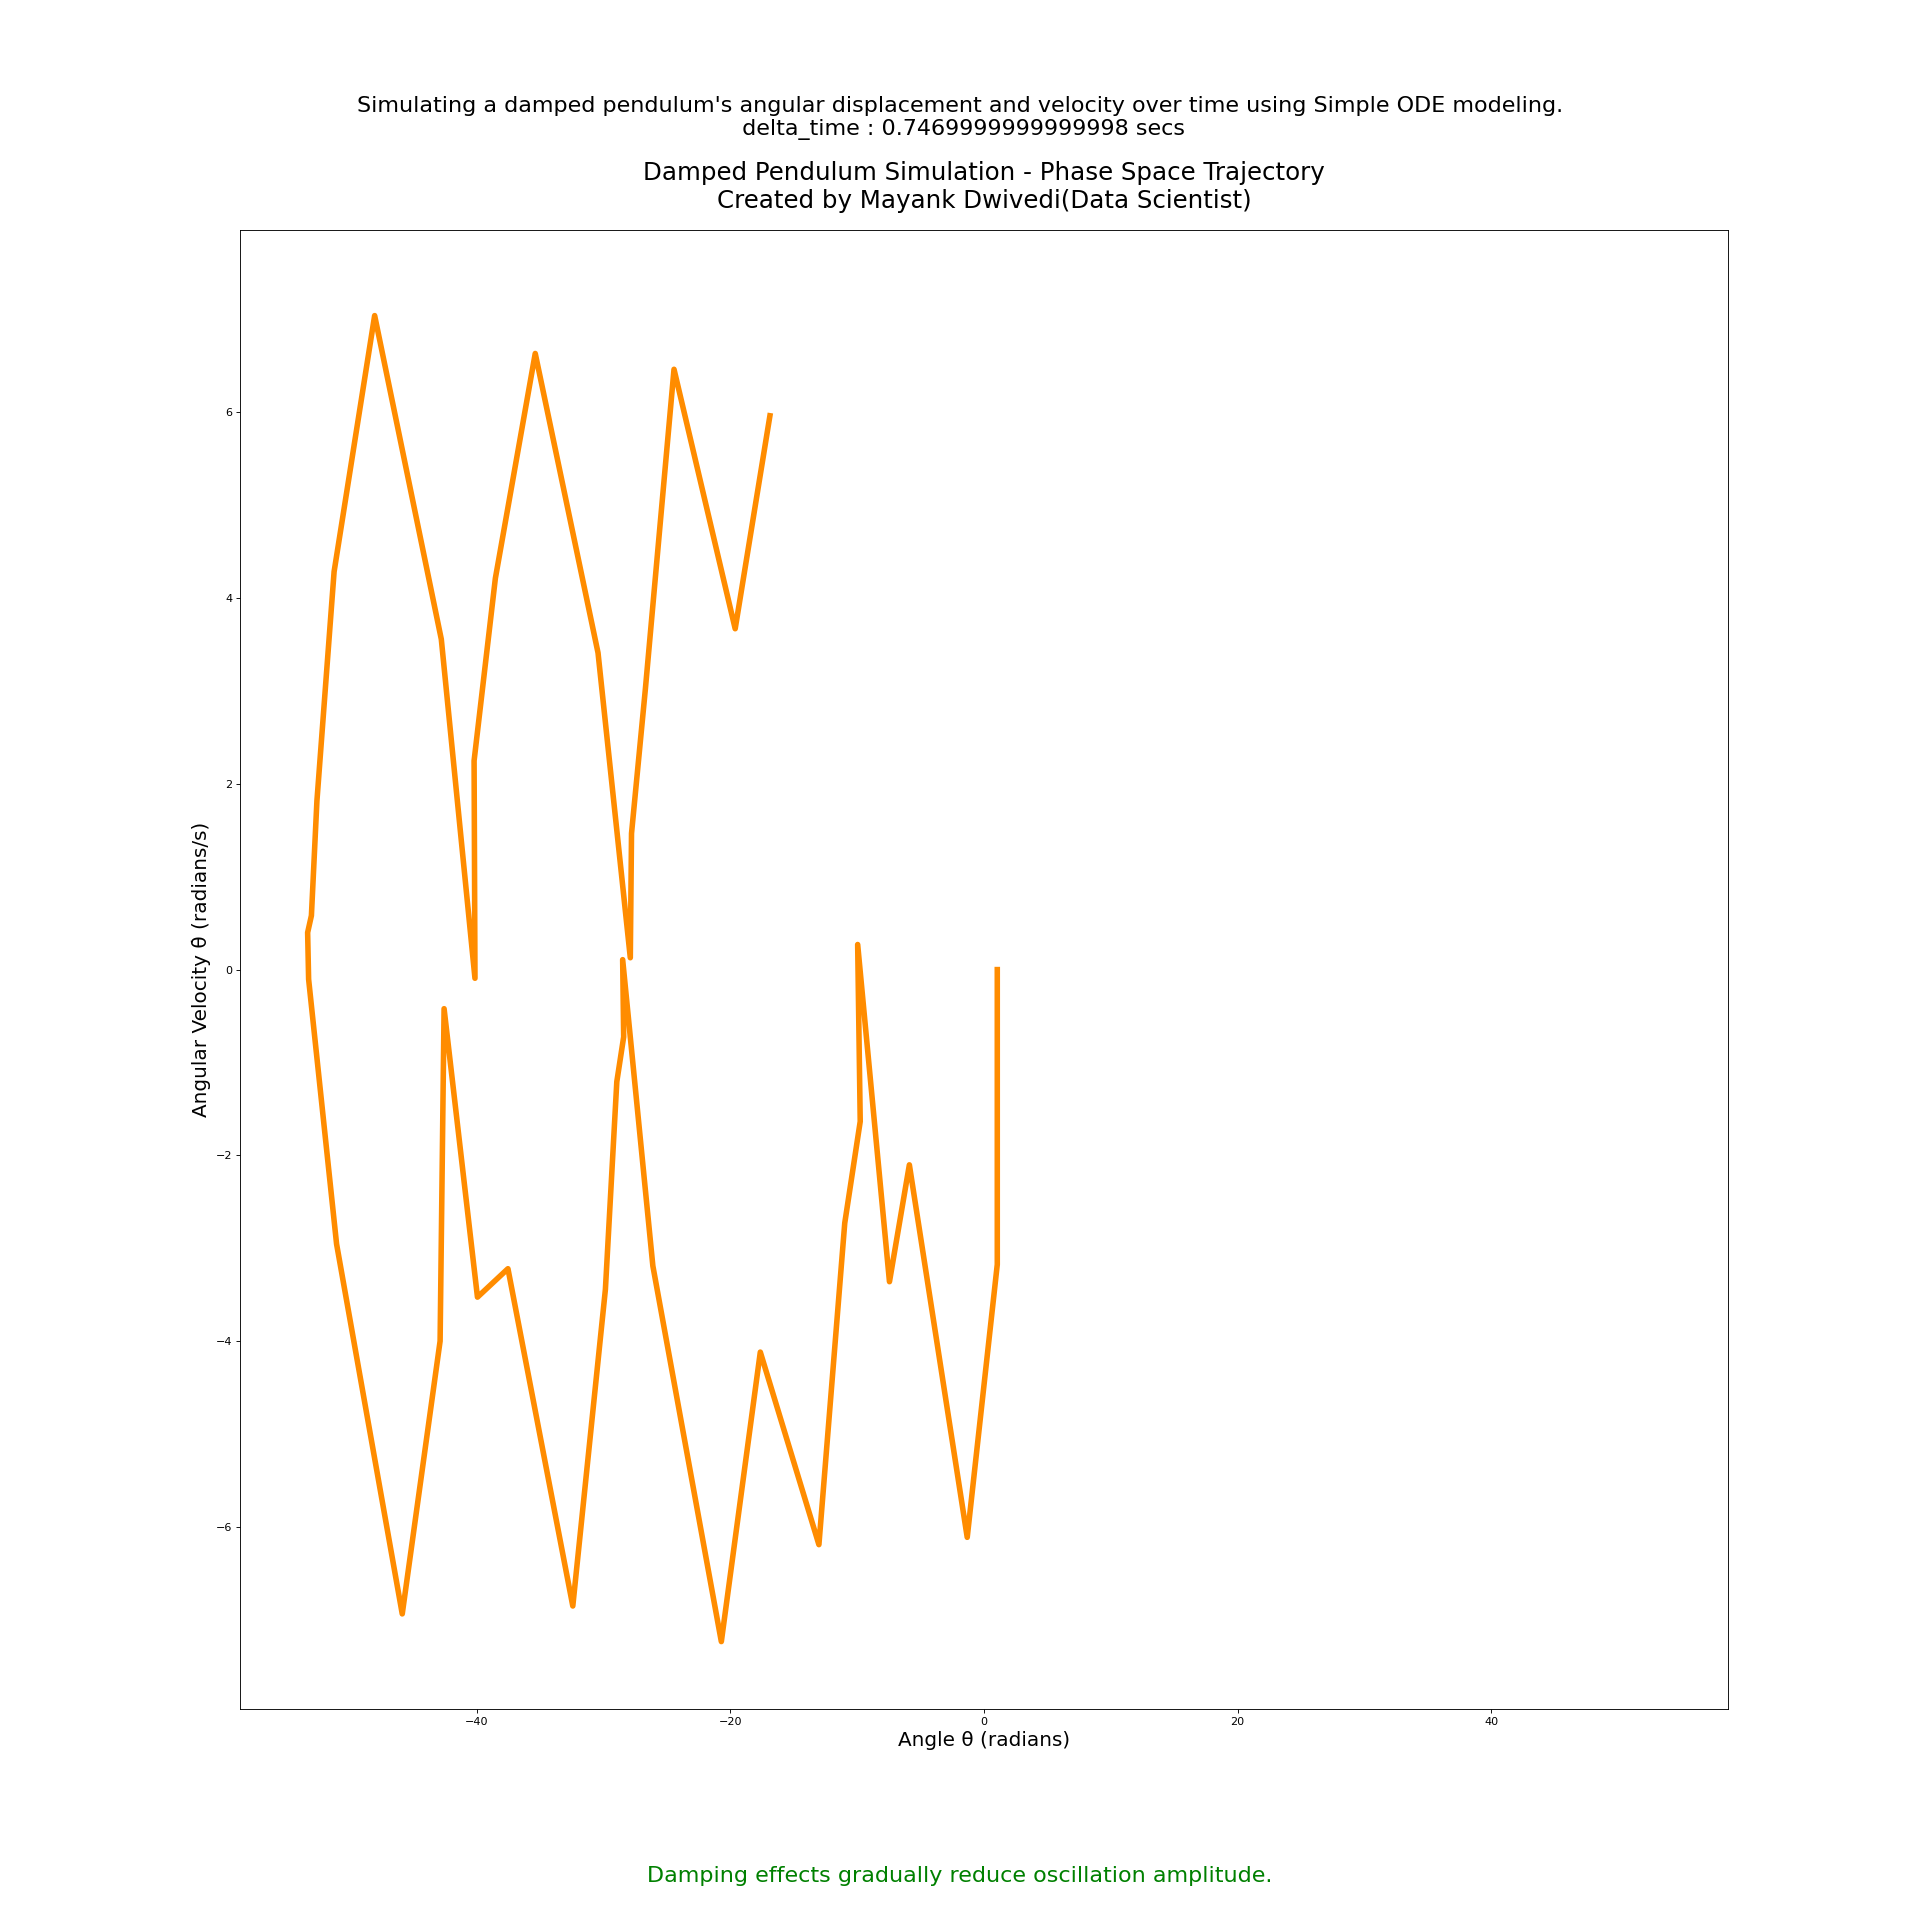 Simulating a damped pendulum's angular displacement and velocity over time using Simple ODE modeling.
delta_time : 0.7469999999999998 secs
Damped Pendulum Simulation - Phase Space Trajectory
Created by Mayank Dwivedi(Data Scientist)
6
4
2
0
−2
−4
−6
Angular Velocity θ (radians/s)
−40
−20
0
20
40
Angle θ (radians)
Damping effects gradually reduce oscillation amplitude.